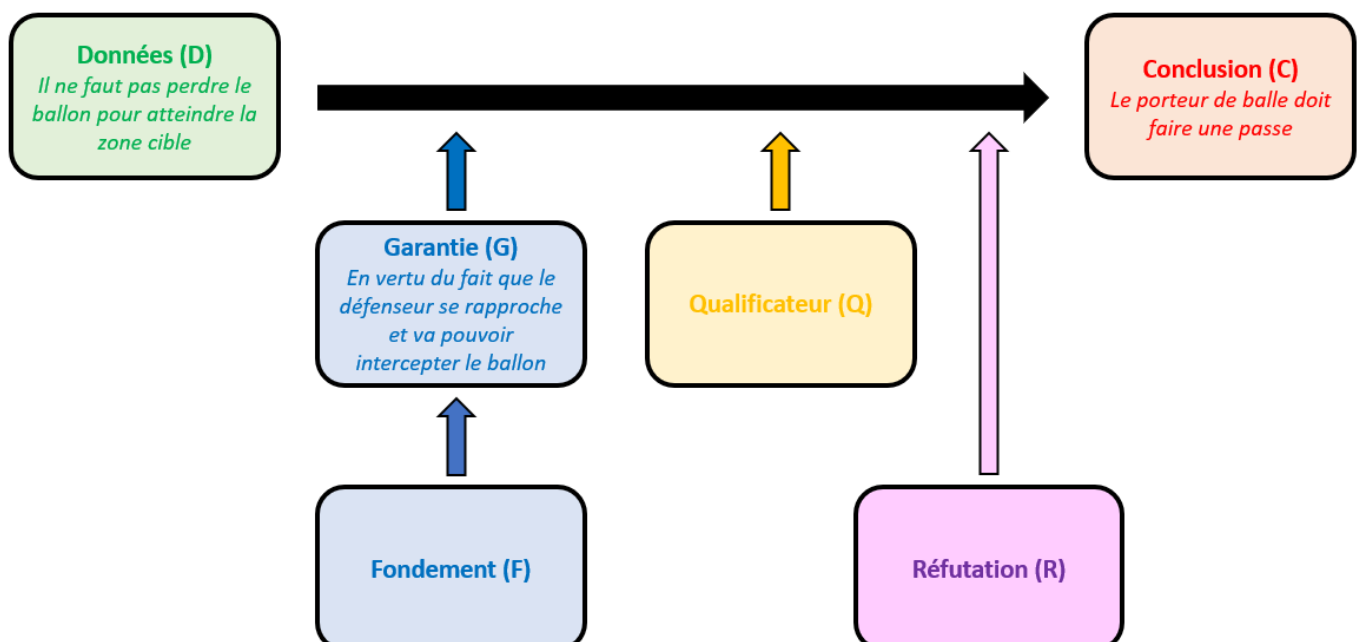 Données (D)
Il ne faut pas perdre le
ballon pour atteindre la
zone cible
Conclusion (C)
Le porteur de balle doit
faire une passe
Garantie (G)
En vertu du fait que le
défenseur se rapproche
et va pouvoir
intercepter le ballon
Qualificateur (Q)
Fondement (F)
Réfutation (R)